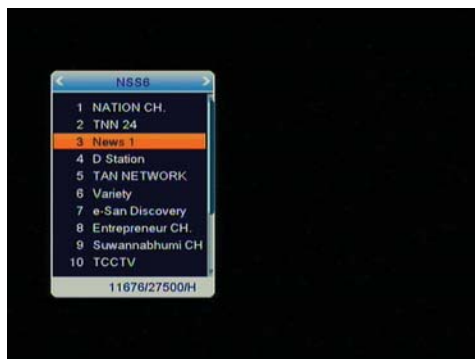 NSS6
1 NATION CH.
2 TNN 24
3 News 1
4 D Station
5 TAN NETWORK
6 Variety
7 e-San Discovery
8 Entrepreneur CH.
9 Suwannabhumi CH
10 TCCTV
11676/27500/H